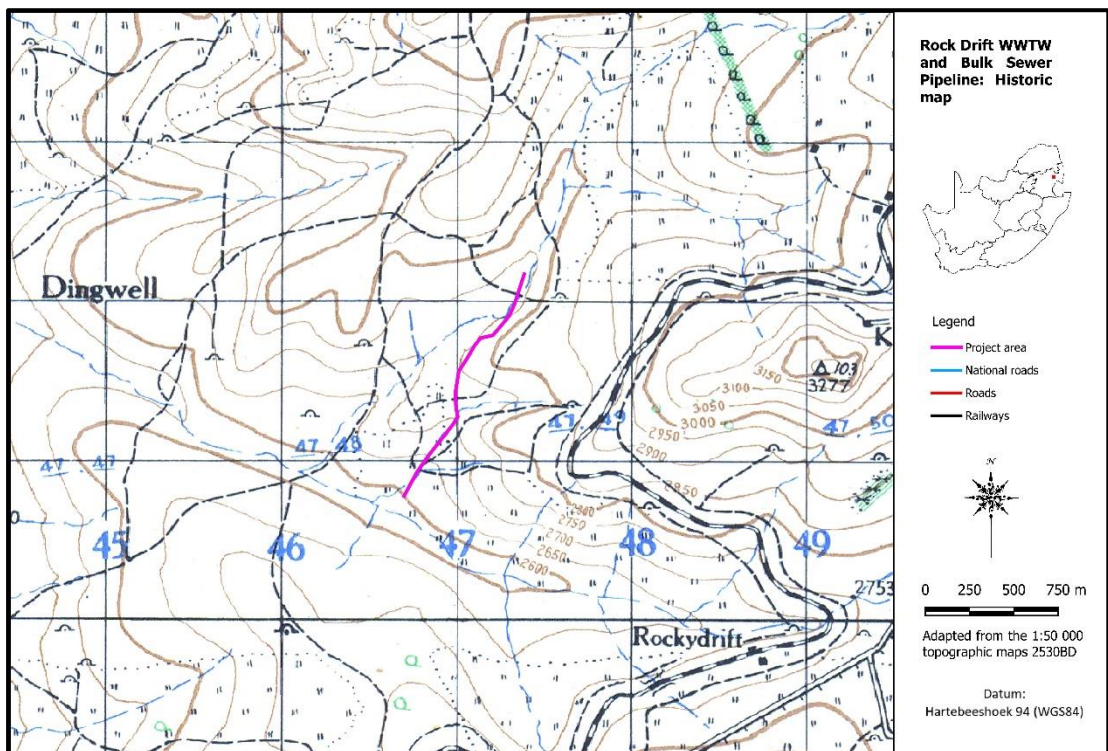 Rock Drift WWTW
and Bulk Sewer
Pipeline: Historic
map
Dingwell
K
103
3277
3150
3100
3050
3000
2950
2900
2850
2800
2750
2700
2650
2600
47 49
47 50
47 48
47 47
45
46
47
48
49
2753
Rockydrift
Legend
Project area
National roads
Roads
Railways
N
0 250 500 750 m
Adapted from the 1:50 000
topographic maps 2530BD
Datum:
Hartebeeshoek 94 (WGS84)